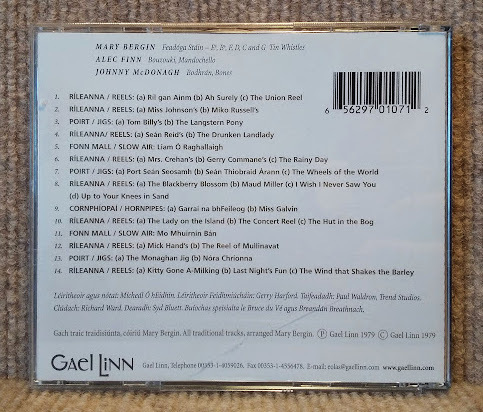 MARY BERGIN Feadóga Stáin – E♭, B♭, F, D, C and G Tin Whistles
ALEC FINN Bouzouki, Mandochello
JOHNNY McDONAGH Bodhrán, Bones
6 56297 01071 2
1. RÍLEANNA / REELS: (a) Ríl gan Ainm (b) Ah Surely (c) The Union Reel
2. RÍLEANNA / REELS: (a) Miss Johnson's (b) Miko Russell's
3. POIRT / JIGS: (a) Tom Billy's (b) The Langstern Pony
4. RÍLEANNA/ REELS: (a) Seán Reid's (b) The Drunken Landlady
5. FONN MALL / SLOW AIR: Liam Ó Raghallaigh
6. RÍLEANNA / REELS: (a) Mrs. Crehan's (b) Gerry Commane's (c) The Rainy Day
7. POIRT / JIGS: (a) Port Seán Seosamh (b) Seán Thiobraid Árann (c) The Wheels of the World
8. RÍLEANNA / REELS: (a) The Blackberry Blossom (b) Maud Miller (c) I Wish I Never Saw You
(d) Up to Your Knees in Sand
9. CORNPHÍOPAÍ / HORNPIPES: (a) Garraí na bhFéileog (b) Miss Galvin
10. RÍLEANNA / REELS: (a) The Lady on the Island (b) The Concert Reel (c) The Hut in the Bog
11. FONN MALL / SLOW AIR: Mo Mhuirnín Bán
12. RÍLEANNA / REELS: (a) Mick Hand's (b) The Reel of Mullinavat
13. POIRT / JIGS: (a) The Monaghan Jig (b) Nóra Chríonna
14. RÍLEANNA / REELS: (a) Kitty Gone A-Milking (b) Last Night's Fun (c) The Wind that Shakes the Barley
Léiritheoir agus nótaí: Mícheál Ó hEidhin. Léiritheoir Feidhmiúcháin: Gerry Harford. Taifeadadh: Paul Waldron, Trend Studios.
Clúdach: Richard Ward. Dearadh: Syd Bluett. Buíochas speisialta le Bruce du Vé agus Breandán Breathnach.
Gach traic traidisiúnta, cóiriú Mary Bergin. All traditional tracks, arranged Mary Bergin. Ⓟ Gael Linn 1979 © Gael Linn 1979
GAEL LINN Gael Linn, Telephone 00353-1-4059026. Fax 00353-1-4356478. E-mail: eolas@gael-linn.com www.gael-linn.com